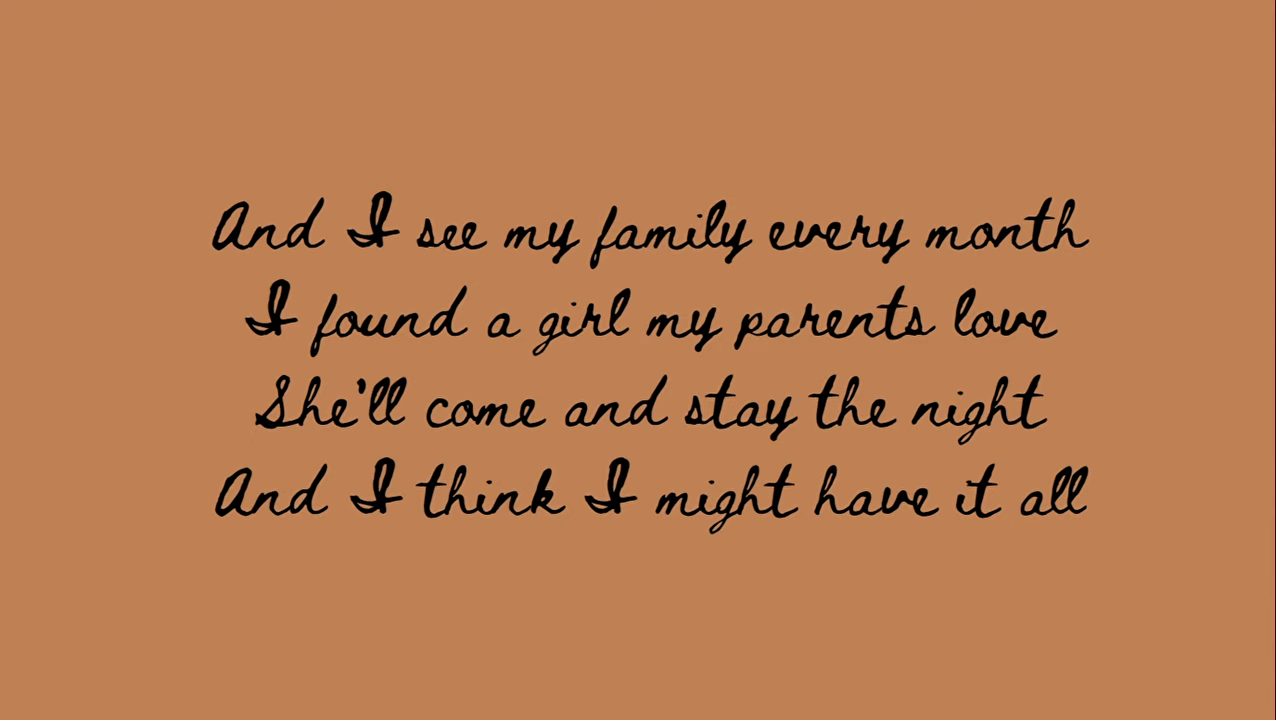 And I see my family every month
I found a girl my parents love
She'll come and stay the night
And I think I might have it all